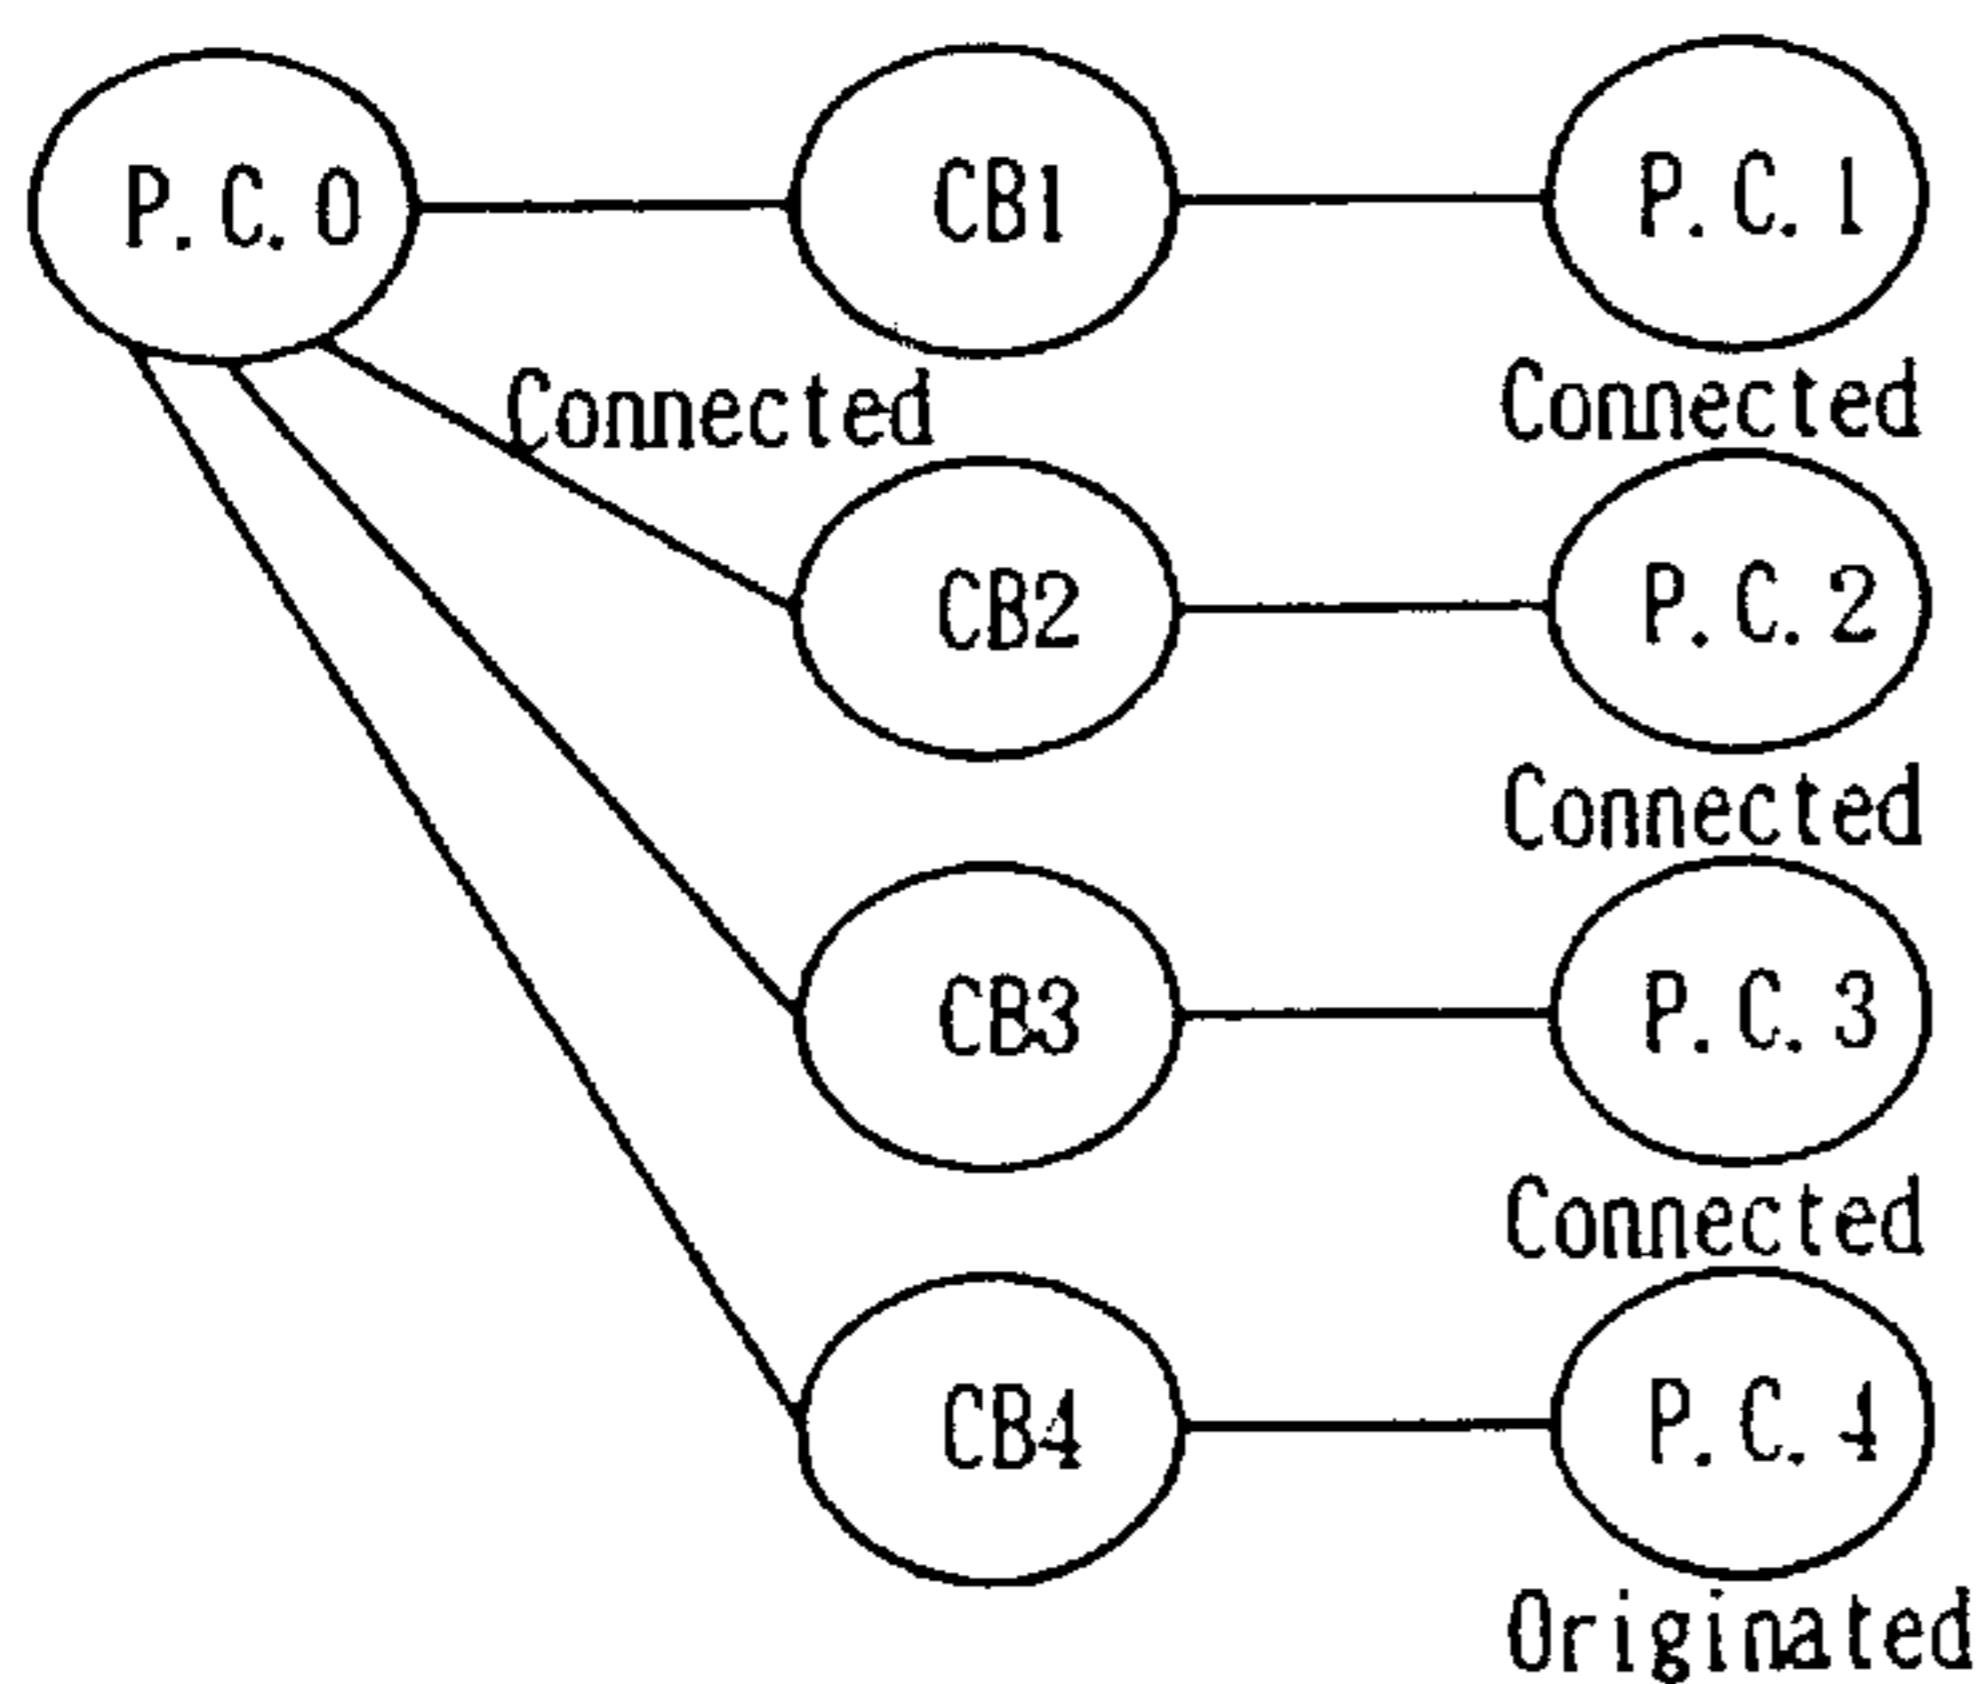 P.C.0
CB1
P.C.1
Connected
Connected
CB2
P.C.2
Connected
CB3
P.C.3
Connected
CB4
P.C.4
Originated